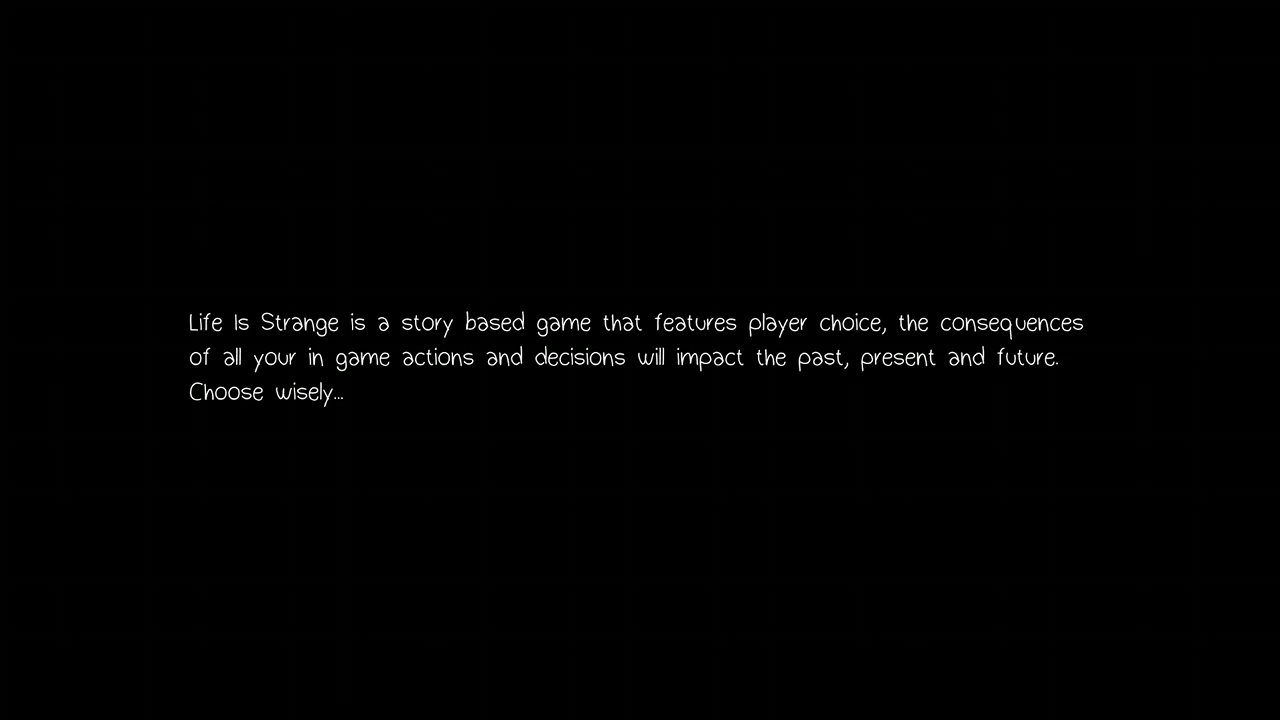 Life Is Strange is a story based game that features player choice, the consequences
of all your in game actions and decisions will impact the past, present and future.
Choose wisely...